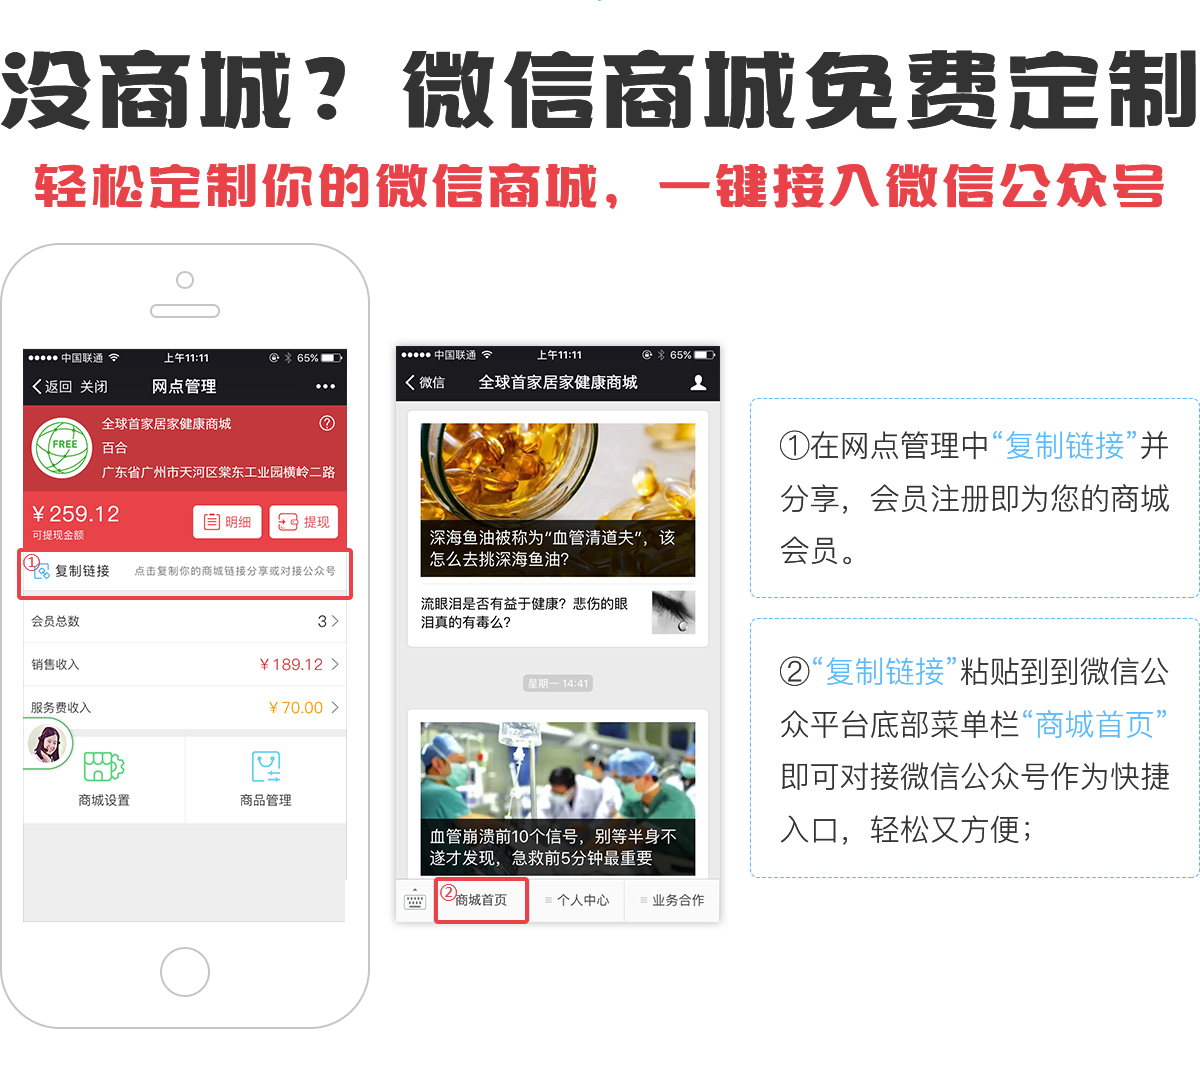 没商城？微信商城免费定制
轻松定制你的微信商城，一键接入微信公众号
中国联通 上午11:11 65%
返回 关闭 网点管理
FREE
全球首家居家健康商城
百合
广东省广州市天河区棠东工业园横岭二路
¥259.12
可提现金额
明细 提现
① 复制链接 点击复制你的商城链接分享或对接公众号
会员总数 3
销售收入 ¥189.12
服务费收入 ¥70.00
商城设置 商品管理
中国联通 上午11:11 65%
微信 全球首家居家健康商城
深海鱼油被称为“血管清道夫”，该
怎么去挑深海鱼油？
流眼泪是否有益于健康？悲伤的眼
泪真的有毒么？
星期一 14:41
血管崩溃前10个信号，别等半身不
遂才发现，急救前5分钟最重要
② 商城首页 个人中心 业务合作
①在网点管理中“复制链接”并
分享，会员注册即为您的商城
会员。
②“复制链接”粘贴到到微信公
众平台底部菜单栏“商城首页”
即可对接微信公众号作为快捷
入口，轻松又方便；